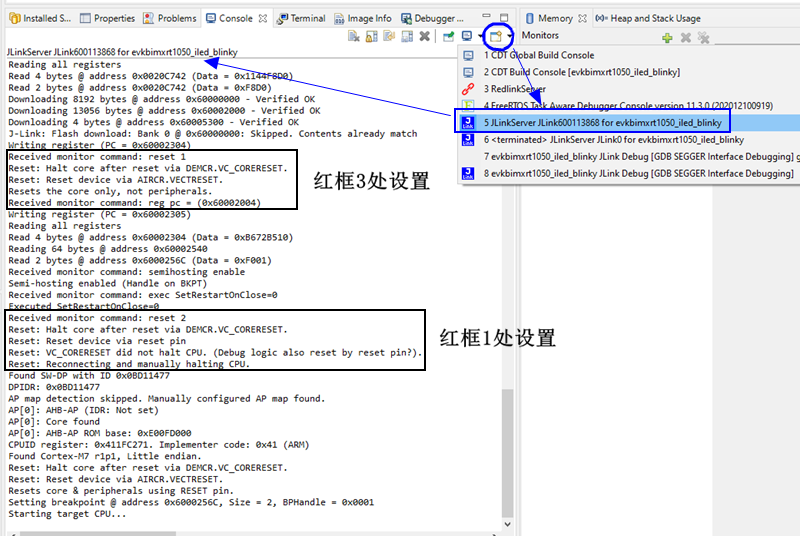 Installed S...
Properties
Problems
Console
Terminal
Image Info
Debugger ...
Memory
Heap and Stack Usage
Monitors
JLinkServer JLink600113868 for evkbimxrt1050_iled_blinky
1 CDT Global Build Console
2 CDT Build Console [evkbimxrt1050_iled_blinky]
3 RedlinkServer
4 FreeRTOS Task Aware Debugger Console version 11.3.0 (202012100919)
5 JLinkServer JLink600113868 for evkbimxrt1050_iled_blinky
6 <terminated> JLinkServer JLink0 for evkbimxrt1050_iled_blinky
7 evkbimxrt1050_iled_blinky JLink Debug [GDB SEGGER Interface Debugging] g
8 evkbimxrt1050_iled_blinky JLink Debug [GDB SEGGER Interface Debugging]
Reading all registers
Read 4 bytes @ address 0x0020C742 (Data = 0x1144F8D0)
Read 2 bytes @ address 0x0020C742 (Data = 0xF8D0)
Downloading 8192 bytes @ address 0x60000000 - Verified OK
Downloading 13056 bytes @ address 0x60002000 - Verified OK
Downloading 4 bytes @ address 0x60005300 - Verified OK
J-Link: Flash download: Bank 0 @ 0x60000000: Skipped. Contents already match
Writing register (PC = 0x60002304)
Received monitor command: reset 1
Reset: Halt core after reset via DEMCR.VC_CORERESET.
Reset: Reset device via AIRCR.VECTRESET.
Resets the core only, not peripherals.
Received monitor command: reg pc = (0x60002004)
红框3处设置
Writing register (PC = 0x60002305)
Reading all registers
Read 4 bytes @ address 0x60002304 (Data = 0xB672B510)
Reading 64 bytes @ address 0x60002540
Read 2 bytes @ address 0x6000256C (Data = 0xF001)
Received monitor command: semihosting enable
Semi-hosting enabled (Handle on BKPT)
Received monitor command: exec SetRestartOnClose=0
Executed SetRestartOnClose=0
Received monitor command: reset 2
Reset: Halt core after reset via DEMCR.VC_CORERESET.
Reset: Reset device via reset pin
Reset: VC_CORERESET did not halt CPU. (Debug logic also reset by reset pin?).
Reset: Reconnecting and manually halting CPU.
红框1处设置
Found SW-DP with ID 0x0BD11477
DPIDR: 0x0BD11477
AP map detection skipped. Manually configured AP map found.
AP[0]: AHB-AP (IDR: Not set)
AP[0]: Core found
AP[0]: AHB-AP ROM base: 0xE00FD000
CPUID register: 0x411FC271. Implementer code: 0x41 (ARM)
Found Cortex-M7 r1p1, Little endian.
Reset: Halt core after reset via DEMCR.VC_CORERESET.
Reset: Reset device via AIRCR.VECTRESET.
Resets core & peripherals using RESET pin.
Setting breakpoint @ address 0x6000256C, Size = 2, BPHandle = 0x0001
Starting target CPU...